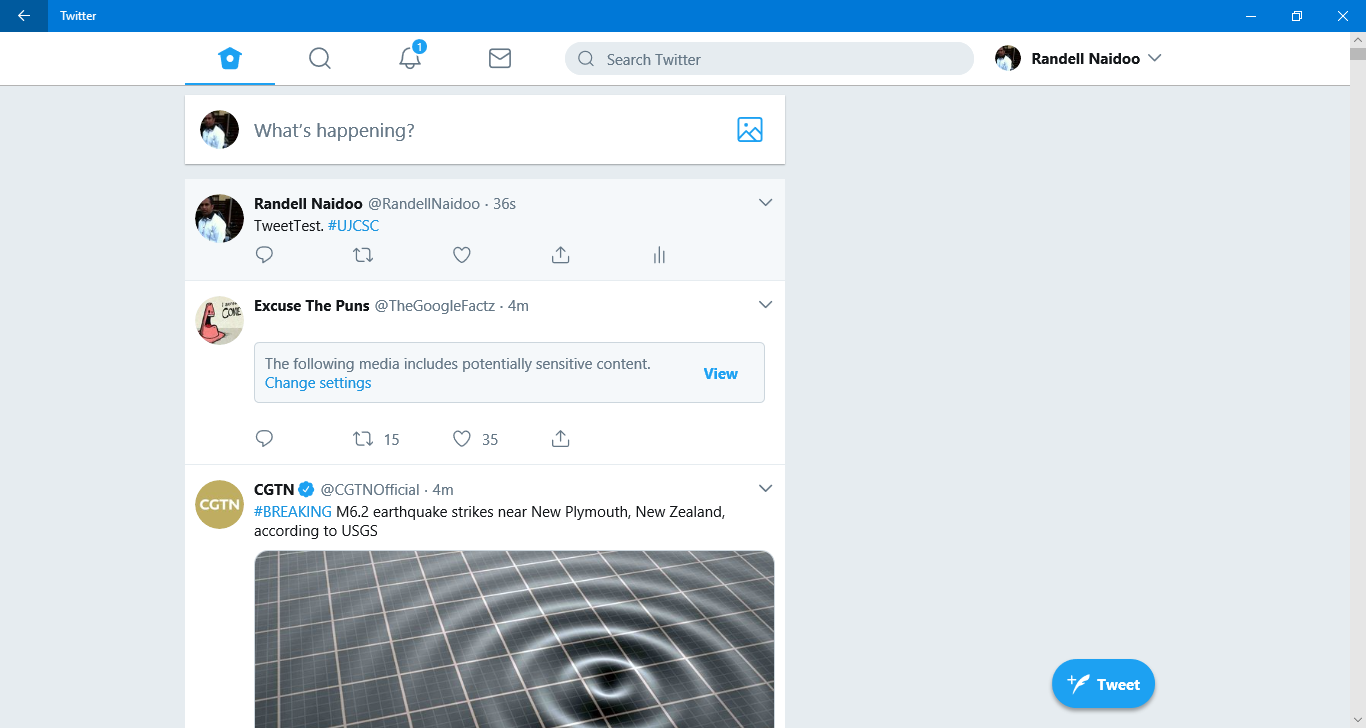 Twitter
1
Search Twitter
Randell Naidoo
What's happening?
Randell Naidoo @RandellNaidoo · 36s
TweetTest. #UJCSC
Excuse The Puns @TheGoogleFactz · 4m
COME
The following media includes potentially sensitive content.
Change settings
View
15
35
CGTN
CGTN @CGTNOfficial · 4m
#BREAKING M6.2 earthquake strikes near New Plymouth, New Zealand,
according to USGS
Tweet